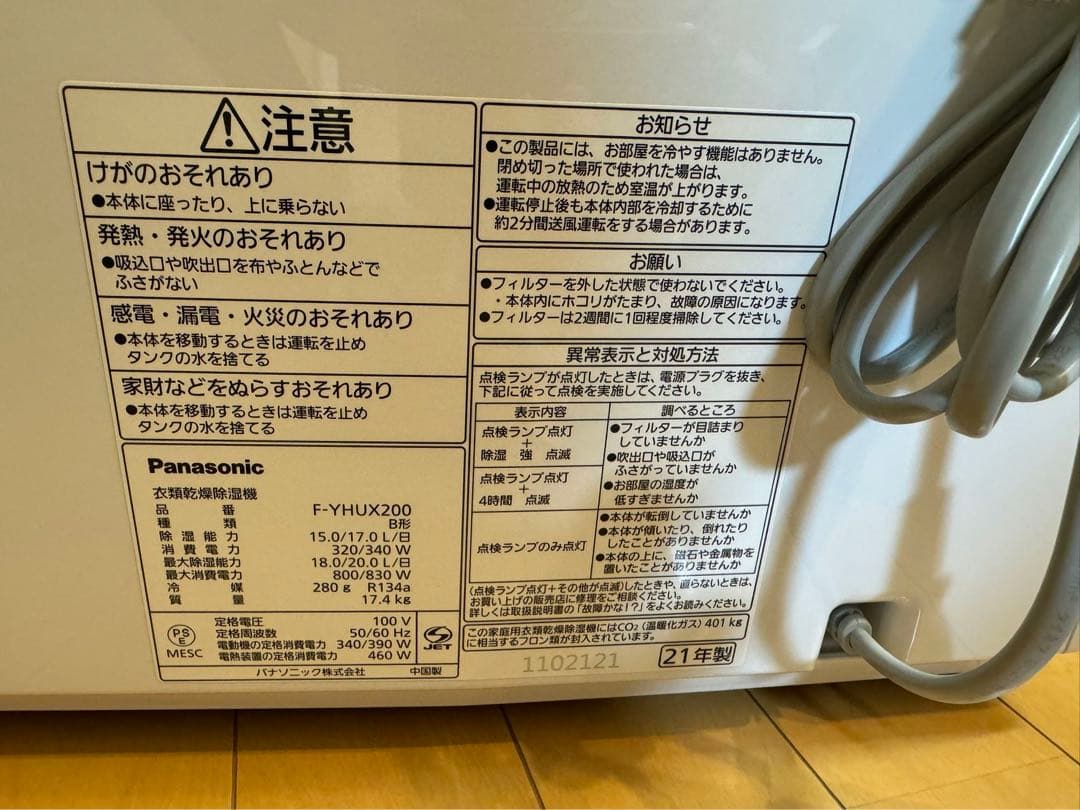 注意
けがのおそれあり
●本体に座ったり、上に乗らない
発熱・発火のおそれあり
●吸込口や吹出口を布やふとんなどで
ふさがない
感電・漏電・火災のおそれあり
●本体を移動するときは運転を止め
タンクの水を捨てる
家財などをぬらすおそれあり
●本体を移動するときは運転を止め
タンクの水を捨てる
Panasonic
衣類乾燥除湿機
品番 F-YHUX200
種類 B形
除湿能力 15.0/17.0 L/日
消費電力 320/340 W
最大除湿能力 18.0/20.0 L/日
最大消費電力 800/830 W
冷媒 280 g R134a
質量 17.4 kg
PS
E
MESC
定格電圧 100 V
定格周波数 50/60 Hz
電動機の定格消費電力 340/390 W
電熱装置の定格消費電力 460 W
S
JET
パナソニック株式会社 中国製
お知らせ
●この製品には、お部屋を冷やす機能はありません。
閉め切った場所で使われた場合は、
運転中の放熱のため室温が上がります。
●運転停止後も本体内部を冷却するために
約2分間送風運転をする場合があります。
お願い
●フィルターを外した状態で使わないでください。
・本体内にホコリがたまり、故障の原因になります。
●フィルターは2週間に1回程度掃除してください。
異常表示と対処方法
点検ランプが点灯したときは、電源プラグを抜き、
下記に従って点検を実施してください。
表示内容 調べるところ
点検ランプ点灯
+
除湿 強 点滅
点検ランプ点灯
+
4時間 点滅
●フィルターが目詰まり
していませんか
●吹出口や吸込口が
ふさがっていませんか
●お部屋の温度が
低すぎませんか
点検ランプのみ点灯
●本体が転倒していませんか
●本体が傾いたり、倒れたり
したことがありませんか
●本体の上に、磁石や金属物を
置いたことがありませんか
(点検ランプ点灯+その他が点滅)したときや、直らないときは、
お買い上げの販売店に修理をご相談ください。
詳しくは取扱説明書の「故障かな!?」をよくお読みください。
この家庭用衣類乾燥除湿機にはCO₂(温暖化ガス)401 kg
に相当するフロン類が封入されています。
1102121
21年製